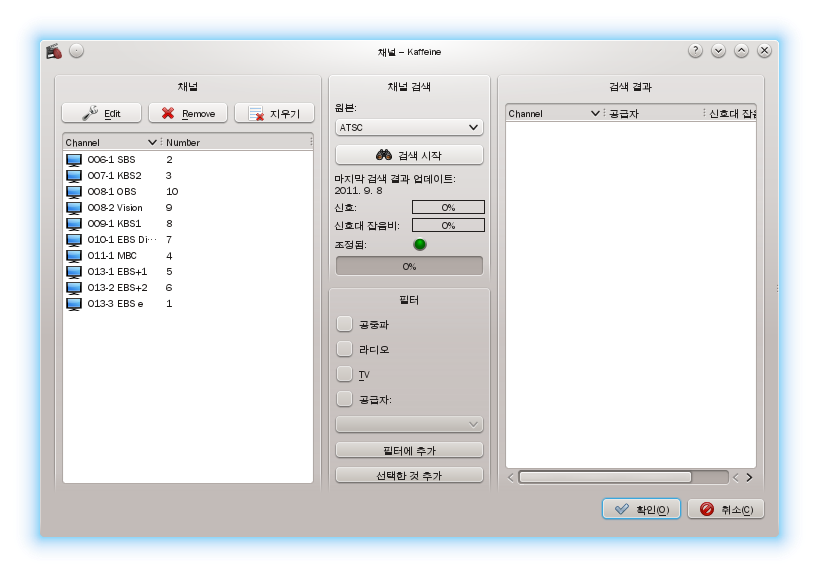 채널 – Kaffeine
채널
Edit
Remove
지우기
Channel Number
006-1 SBS 2
007-1 KBS2 3
008-1 OBS 10
008-2 Vision 9
009-1 KBS1 8
010-1 EBS Di··· 7
011-1 MBC 4
013-1 EBS+1 5
013-2 EBS+2 6
013-3 EBS e 1
채널 검색
원본:
ATSC
검색 시작
마지막 검색 결과 업데이트:
2011. 9. 8
신호: 0%
신호대 잡음비: 0%
조정됨:
0%
필터
공중파
라디오
TV
공급자:
필터에 추가
선택한 것 추가
검색 결과
Channel 공급자 신호대
확인(O)
취소(C)